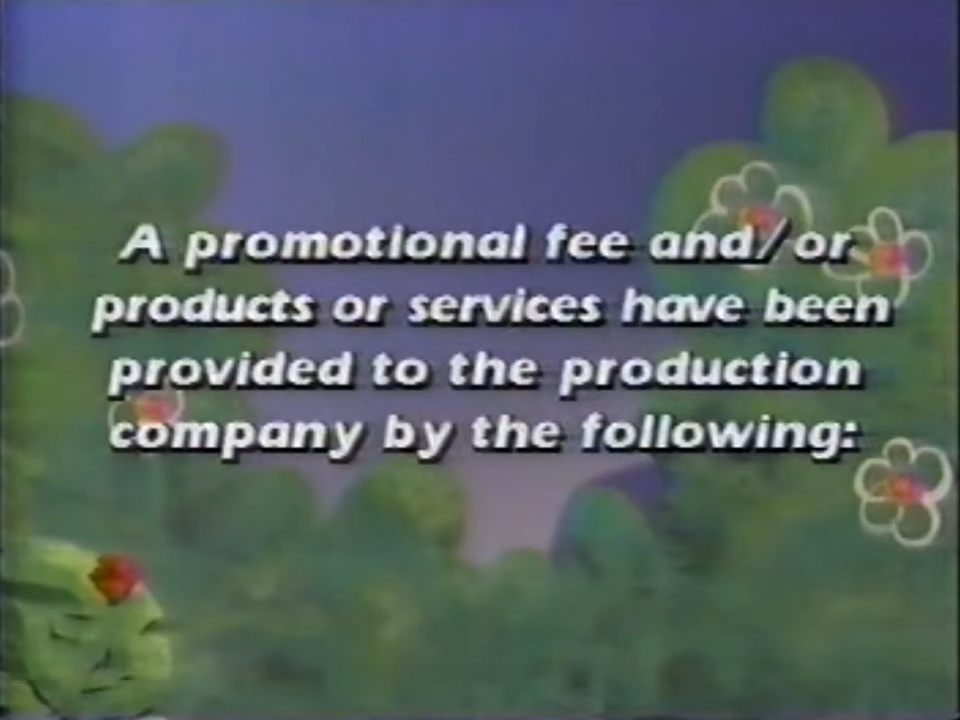 A promotional fee and/or
products or services have been
provided to the production
company by the following: